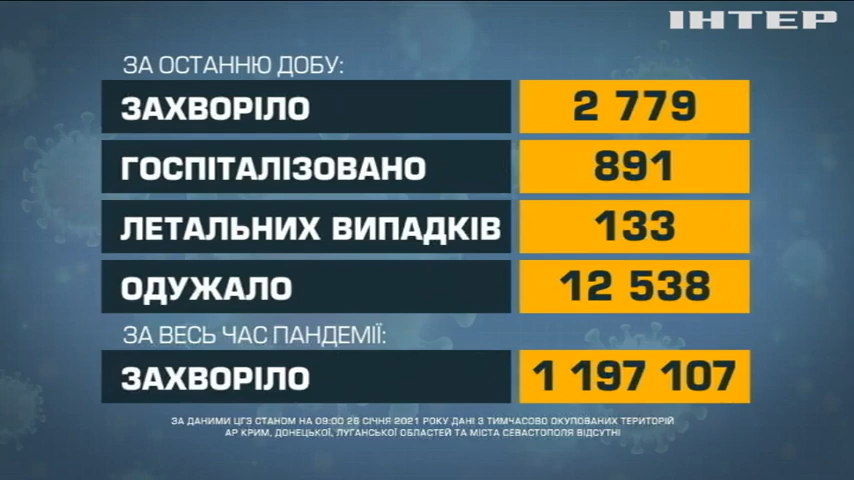 ІНТЕР
ЗА ОСТАННЮ ДОБУ:
ЗАХВОРІЛО 2 779
ГОСПІТАЛІЗОВАНО 891
ЛЕТАЛЬНИХ ВИПАДКІВ 133
ОДУЖАЛО 12 538
ЗА ВЕСЬ ЧАС ПАНДЕМІЇ:
ЗАХВОРІЛО 1 197 107
ЗА ДАНИМИ ЦГЗ СТАНОМ НА 09:00 26 СІЧНЯ 2021 РОКУ ДАНІ З ТИМЧАСОВО ОКУПОВАНИХ ТЕРИТОРІЙ
АР КРИМ, ДОНЕЦЬКОЇ, ЛУГАНСЬКОЇ ОБЛАСТЕЙ ТА МІСТА СЕВАСТОПОЛЯ ВІДСУТНІ